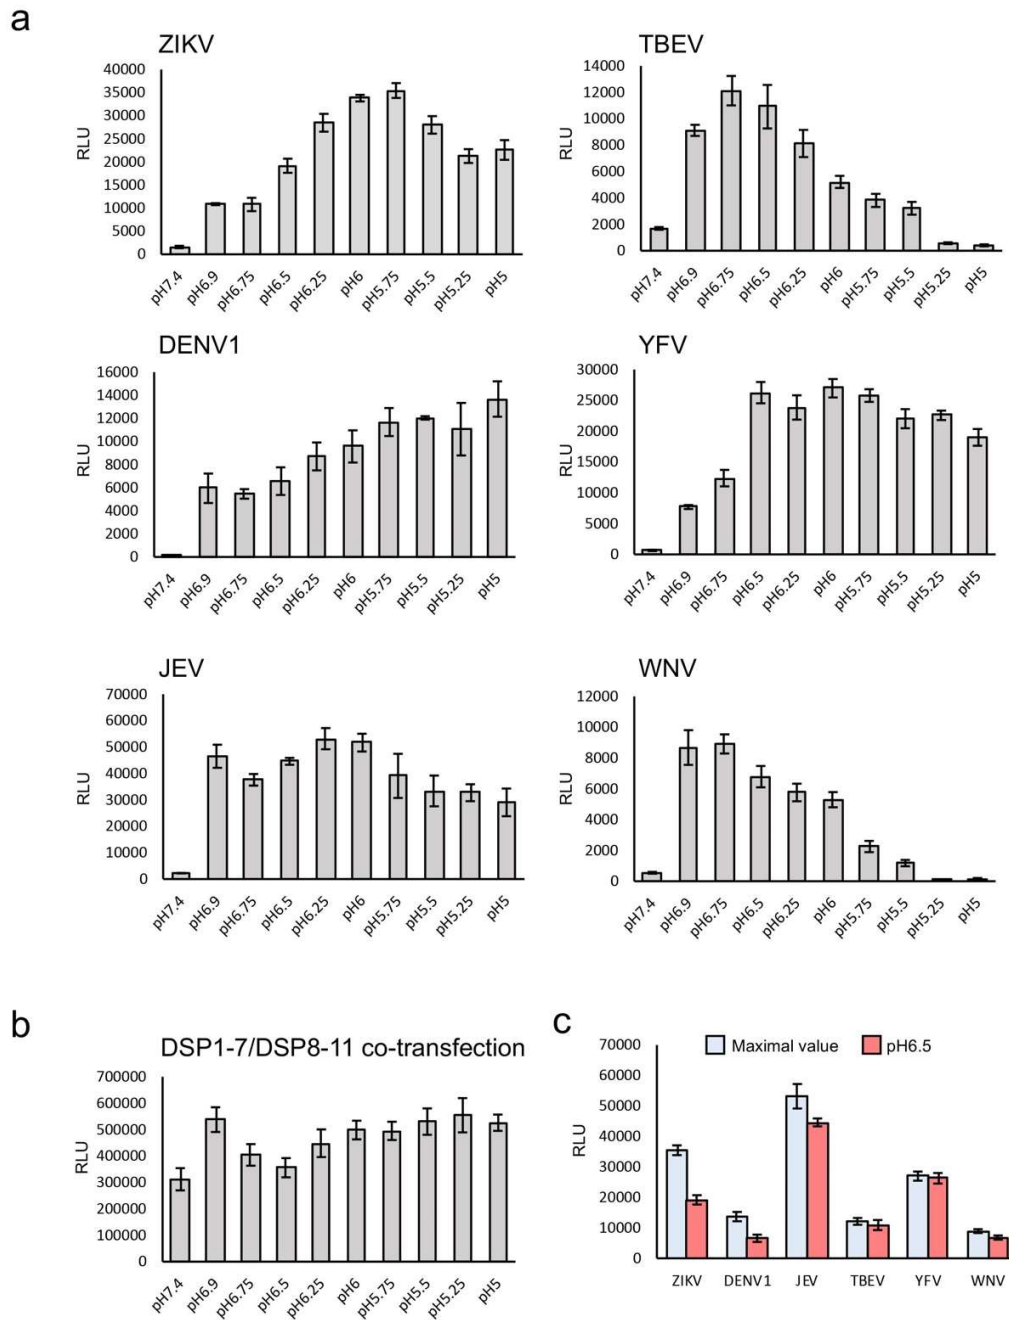 a
ZIKV
RLU
40000
35000
30000
25000
20000
15000
10000
5000
0
pH7.4 pH6.9 pH6.75 pH6.5 pH6.25 pH6 pH5.75 pH5.5 pH5.25 pH5
TBEV
RLU
14000
12000
10000
8000
6000
4000
2000
0
pH7.4 pH6.9 pH6.75 pH6.5 pH6.25 pH6 pH5.75 pH5.5 pH5.25 pH5
DENV1
RLU
16000
14000
12000
10000
8000
6000
4000
2000
0
pH7.4 pH6.9 pH6.75 pH6.5 pH6.25 pH6 pH5.75 pH5.5 pH5.25 pH5
YFV
RLU
30000
25000
20000
15000
10000
5000
0
pH7.4 pH6.9 pH6.75 pH6.5 pH6.25 pH6 pH5.75 pH5.5 pH5.25 pH5
JEV
RLU
70000
60000
50000
40000
30000
20000
10000
0
pH7.4 pH6.9 pH6.75 pH6.5 pH6.25 pH6 pH5.75 pH5.5 pH5.25 pH5
WNV
RLU
12000
10000
8000
6000
4000
2000
0
pH7.4 pH6.9 pH6.75 pH6.5 pH6.25 pH6 pH5.75 pH5.5 pH5.25 pH5
b
DSP1-7/DSP8-11 co-transfection
RLU
700000
600000
500000
400000
300000
200000
100000
0
pH7.4 pH6.9 pH6.75 pH6.5 pH6.25 pH6 pH5.75 pH5.5 pH5.25 pH5
c
Maximal value pH6.5
RLU
70000
60000
50000
40000
30000
20000
10000
0
ZIKV DENV1 JEV TBEV YFV WNV